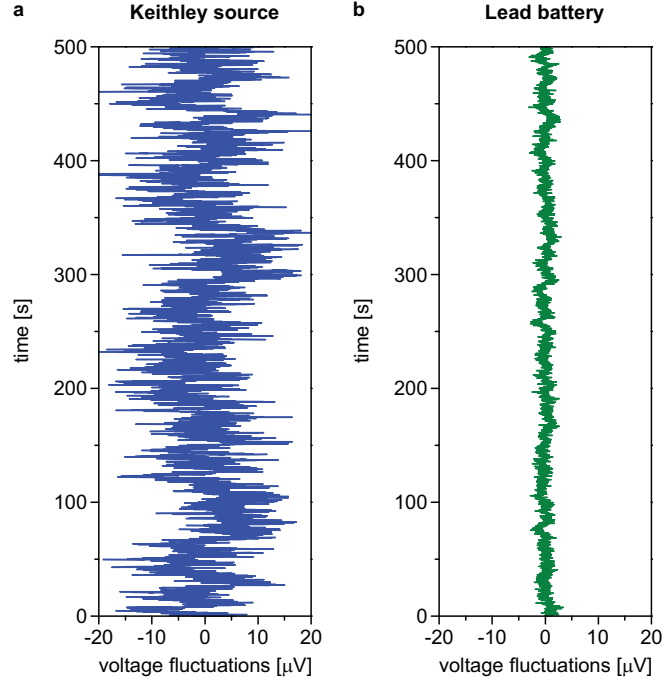 a Keithley source
500
400
300
200
100
0
time [s]
-20 -10 0 10 20
voltage fluctuations [μV]
b Lead battery
500
400
300
200
100
0
time [s]
-20 -10 0 10 20
voltage fluctuations [μV]